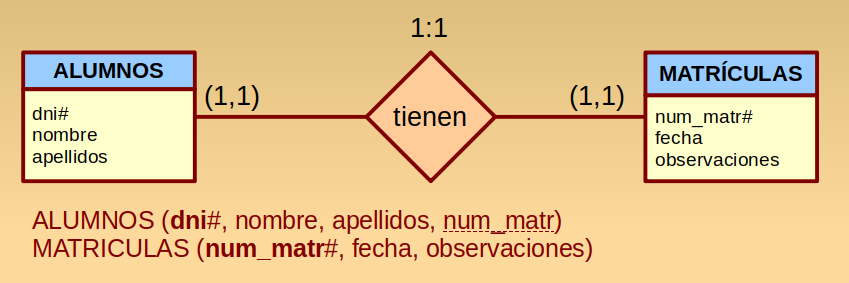 1:1
ALUMNOS
dni#
nombre
apellidos
(1,1)
tienen
(1,1)
MATRÍCULAS
num_matr#
fecha
observaciones
ALUMNOS (dni#, nombre, apellidos, num_matr)
MATRICULAS (num_matr#, fecha, observaciones)